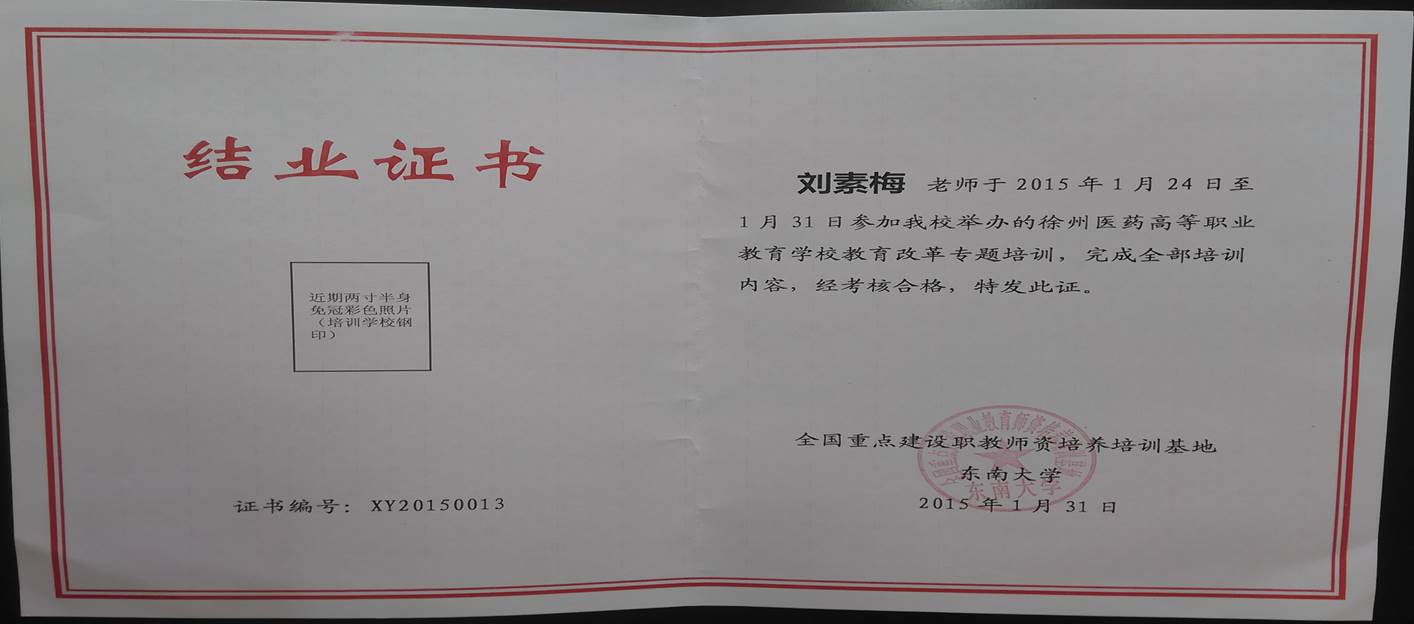 结业证书
近期两寸半身
免冠彩色照片
（培训学校钢
印）
证书编号：XY20150013
刘素梅 老师于 2015 年 1 月 24 日至
1 月 31 日参加我校举办的徐州医药高等职业
教育学校教育改革专题培训，完成全部培训
内容，经考核合格，特发此证。
全国重点建设职教师资培养培训基地
东南大学
2015 年 1 月 31 日
东南大学